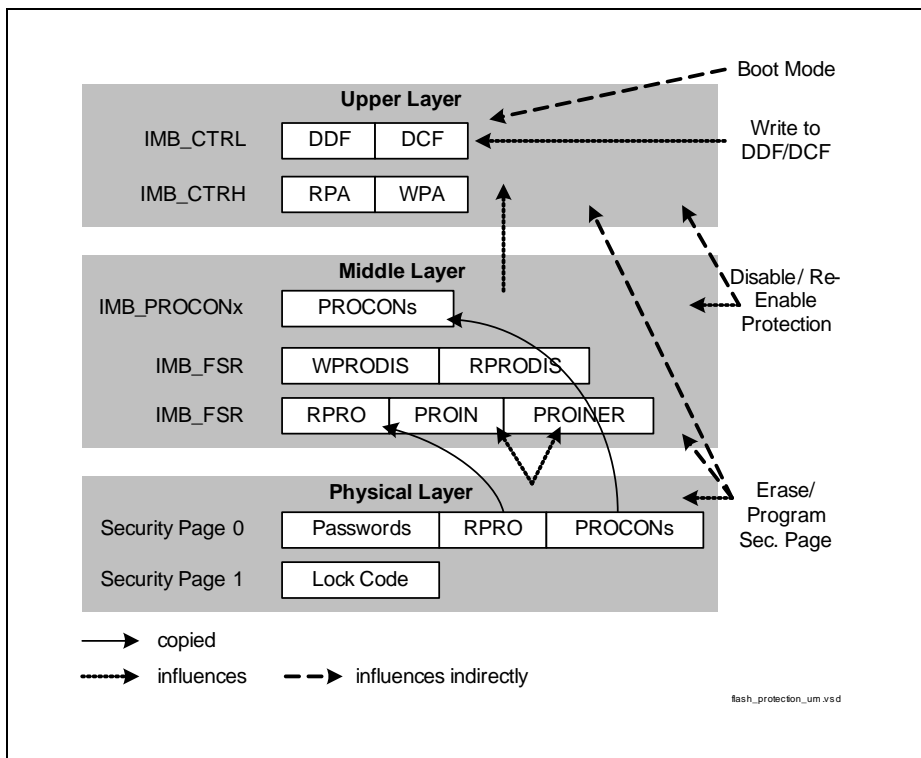 Boot Mode
Upper Layer
IMB_CTRL DDF DCF
Write to
DDF/DCF
IMB_CTRH RPA WPA
Middle Layer
Disable / Re-
Enable
Protection
IMB_PROCONx PROCONs
IMB_FSR WPRODIS RPRODIS
IMB_FSR RPRO PROIN PROINER
Physical Layer
Erase/
Program
Sec. Page
Security Page 0 Passwords RPRO PROCONs
Security Page 1 Lock Code
copied
influences influences indirectly
flash_protection_um.vsd